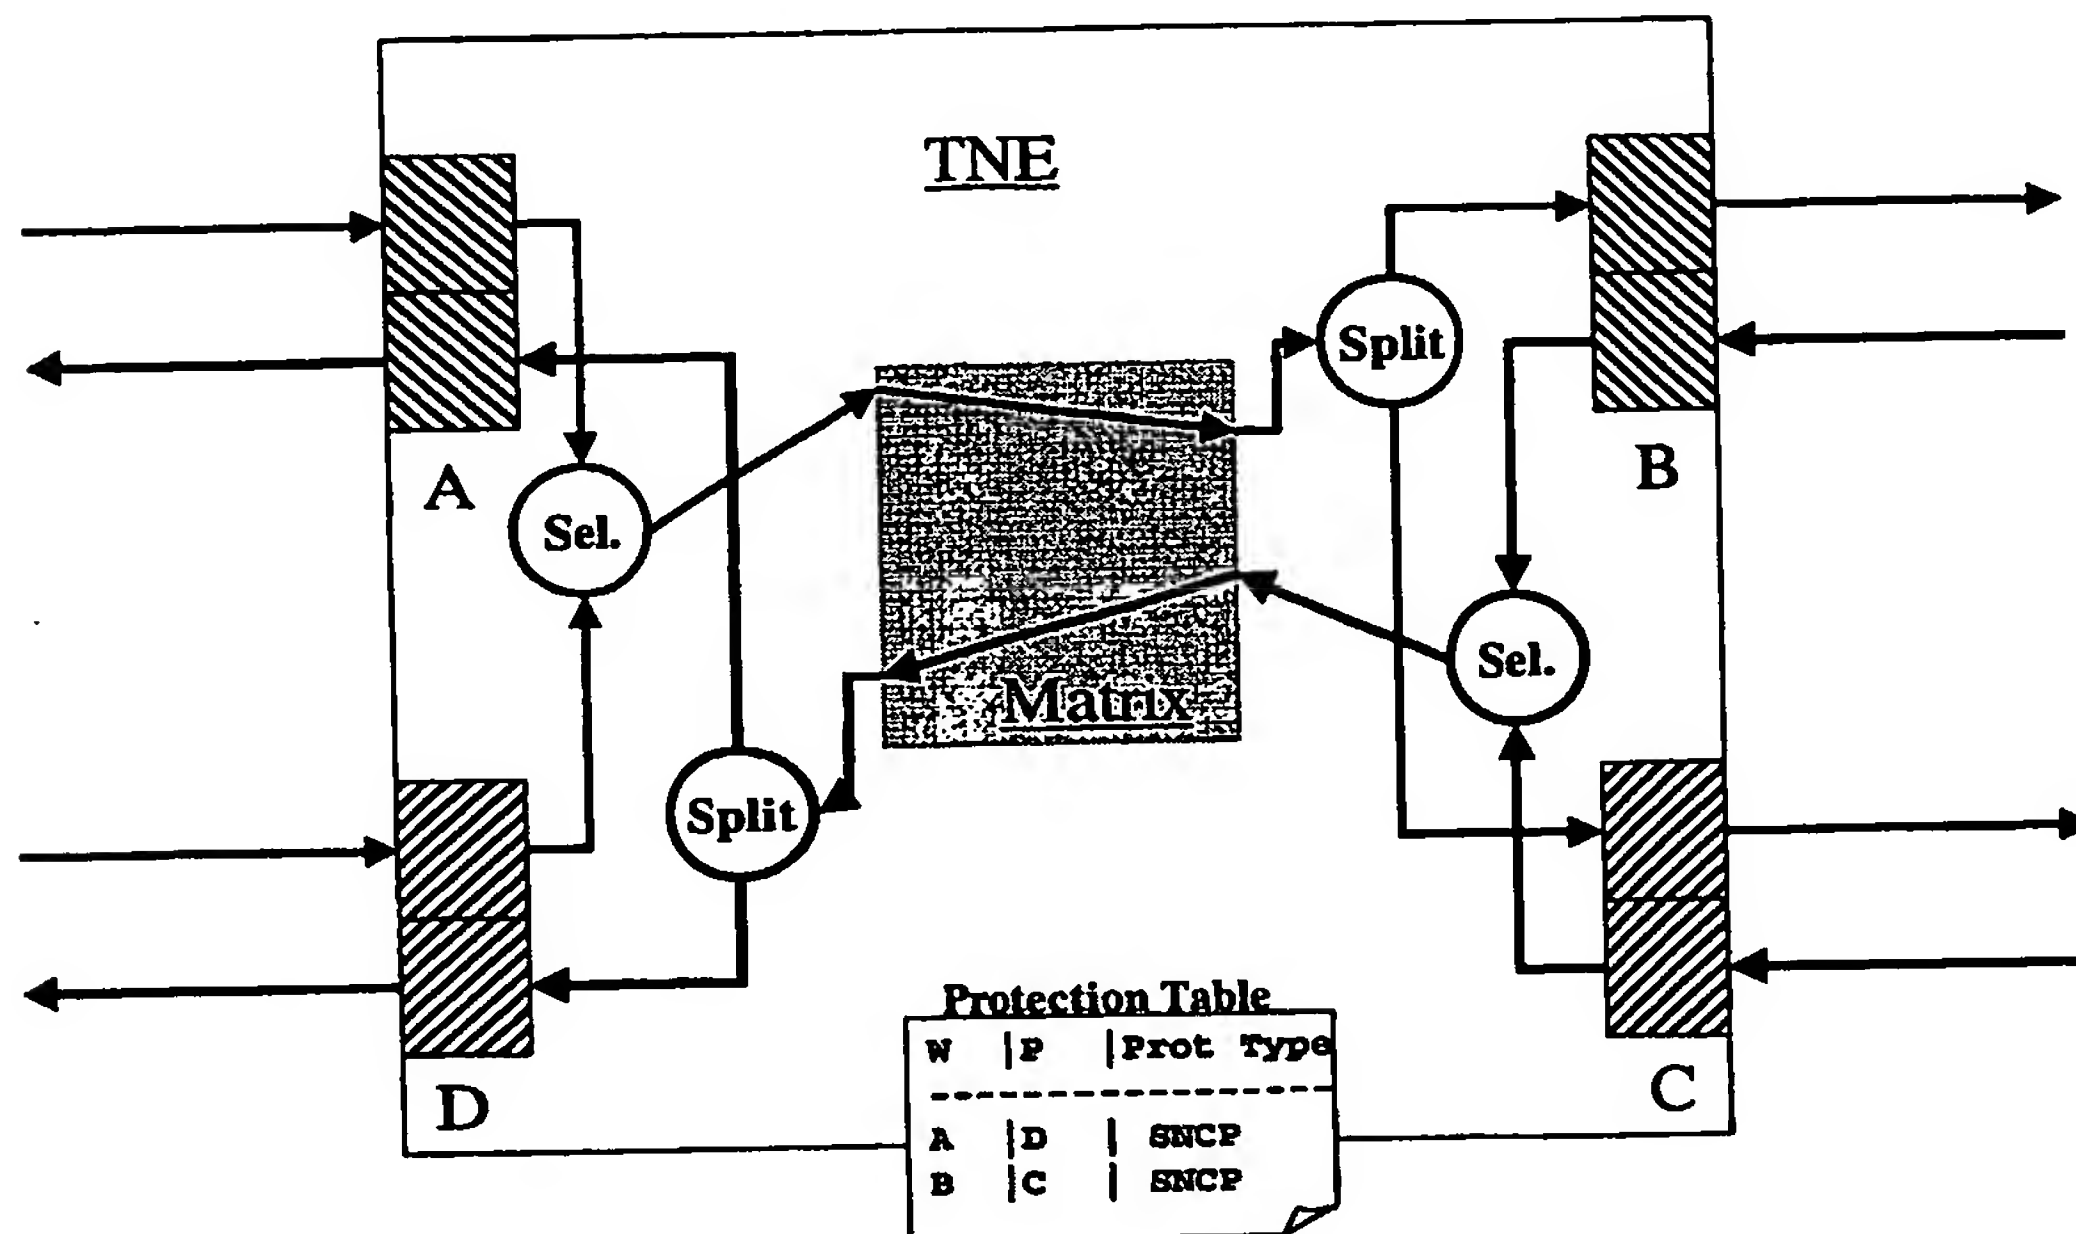 TNE
Split
A
B
Sel.
Sel.
Matrix
Split
D
C
Protection Table
W |P |Prot Type
--------------------
A |D | SNCP
B |C | SNCP